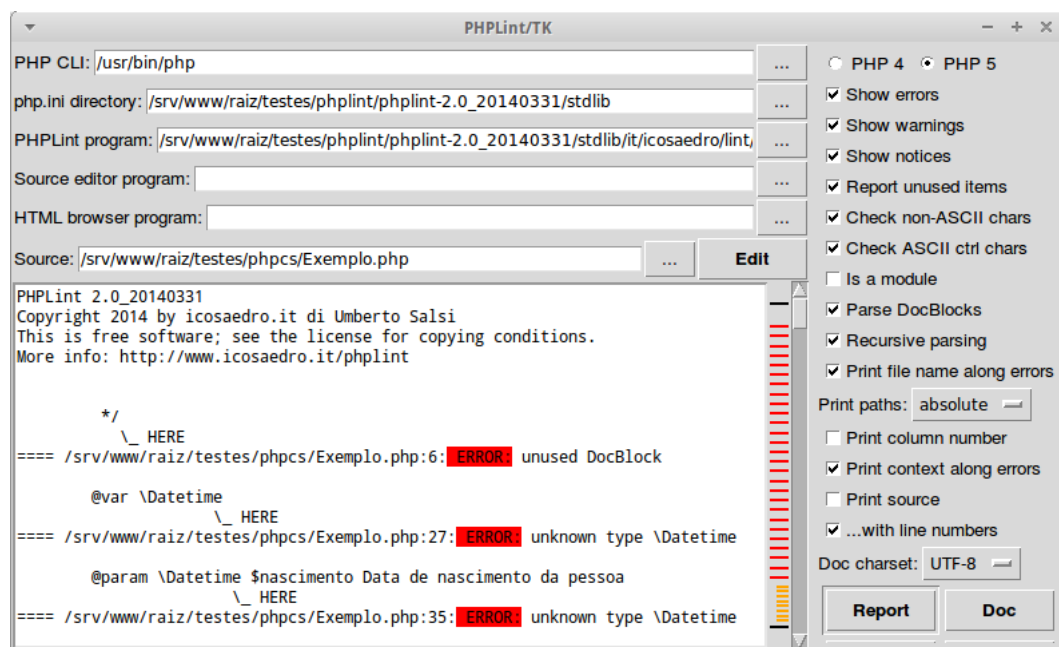 PHPLint/TK
PHP CLI: /usr/bin/php ...
php.ini directory: /srv/www/raiz/testes/phplint/phplint-2.0_20140331/stdlib ...
PHPLint program: /srv/www/raiz/testes/phplint/phplint-2.0_20140331/stdlib/it/icosaedro/lint/ ...
Source editor program: ...
HTML browser program: ...
Source: /srv/www/raiz/testes/phpcs/Exemplo.php ... Edit
PHPLint 2.0_20140331
Copyright 2014 by icosaedro.it di Umberto Salsi
This is free software; see the license for copying conditions.
More info: http://www.icosaedro.it/phplint
*/
\_ HERE
==== /srv/www/raiz/testes/phpcs/Exemplo.php:6: ERROR: unused DocBlock
@var \Datetime
\_ HERE
==== /srv/www/raiz/testes/phpcs/Exemplo.php:27: ERROR: unknown type \Datetime
@param \Datetime $nascimento Data de nascimento da pessoa
\_ HERE
==== /srv/www/raiz/testes/phpcs/Exemplo.php:35: ERROR: unknown type \Datetime
PHP 4 PHP 5
Show errors
Show warnings
Show notices
Report unused items
Check non-ASCII chars
Check ASCII ctrl chars
Is a module
Parse DocBlocks
Recursive parsing
Print file name along errors
Print paths: absolute
Print column number
Print context along errors
Print source
...with line numbers
Doc charset: UTF-8
Report Doc